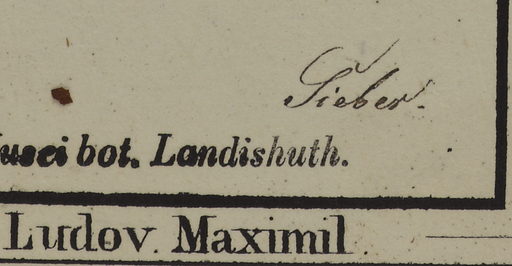 Sieber.
usei bot. Landishuth.
Ludov. Maximil